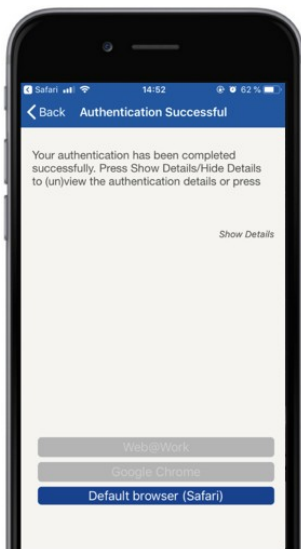 Safari 14:52 62 %
Back Authentication Successful
Your authentication has been completed
successfully. Press Show Details/Hide Details
to (un)view the authentication details or press
Show Details
Web@Work
Google Chrome
Default browser (Safari)